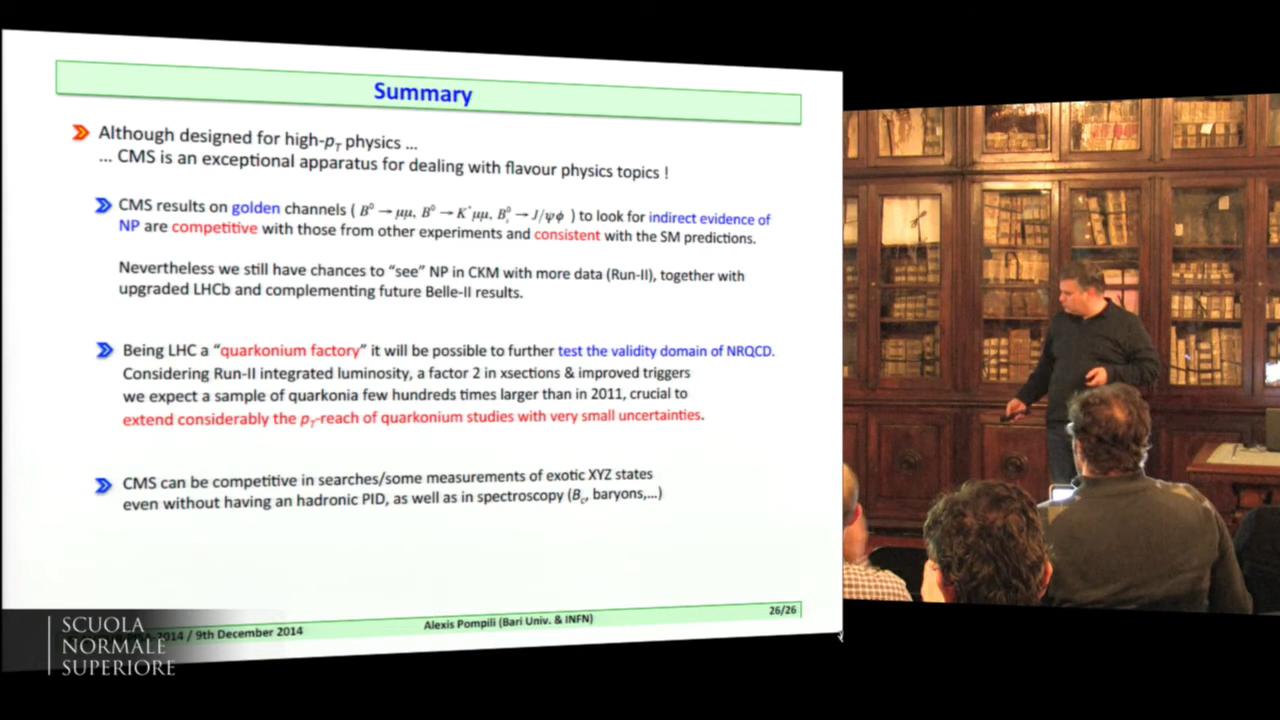 Summary
Although designed for high-p_T physics ...
... CMS is an exceptional apparatus for dealing with flavour physics topics !
CMS results on golden channels ( B⁰ → μμ, B⁰ → K*μμ, B_s⁰ → J/ψϕ ) to look for indirect evidence of
NP are competitive with those from other experiments and consistent with the SM predictions.
Nevertheless we still have chances to "see" NP in CKM with more data (Run-II), together with
upgraded LHCb and complementing future Belle-II results.
Being LHC a "quarkonium factory" it will be possible to further test the validity domain of NRQCD.
Considering Run-II integrated luminosity, a factor 2 in xsections & improved triggers
we expect a sample of quarkonia few hundreds times larger than in 2011, crucial to
extend considerably the p_T-reach of quarkonium studies with very small uncertainties.
CMS can be competitive in searches/some measurements of exotic XYZ states
even without having an hadronic PID, as well as in spectroscopy (B_c, baryons,...)
2014 / 9th December 2014
Alexis Pompili (Bari Univ. & INFN)
26/26
SCUOLA
NORMALE
SUPERIORE